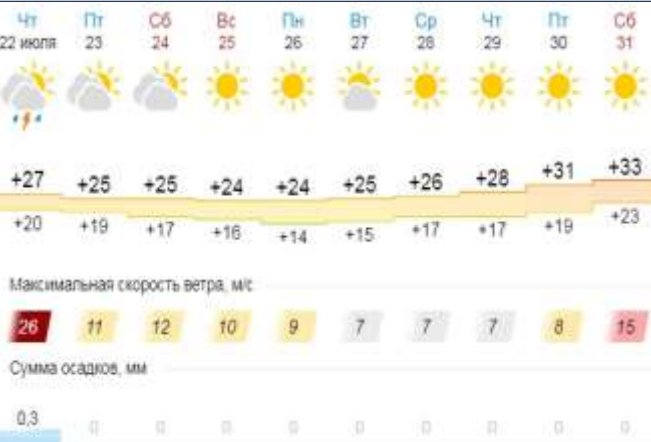 Чт Пт Сб Вс Пн Вт Ср Чт Пт Сб
22 июля 23 24 25 26 27 28 29 30 31
+27 +25 +25 +24 +24 +25 +26 +28 +31 +33
+20 +19 +17 +16 +14 +15 +17 +17 +19 +23
Максимальная скорость ветра, м/с
26 11 12 10 9 7 7 7 8 15
Сумма осадков, мм
0,3 0 0 0 0 0 0 0 0 0